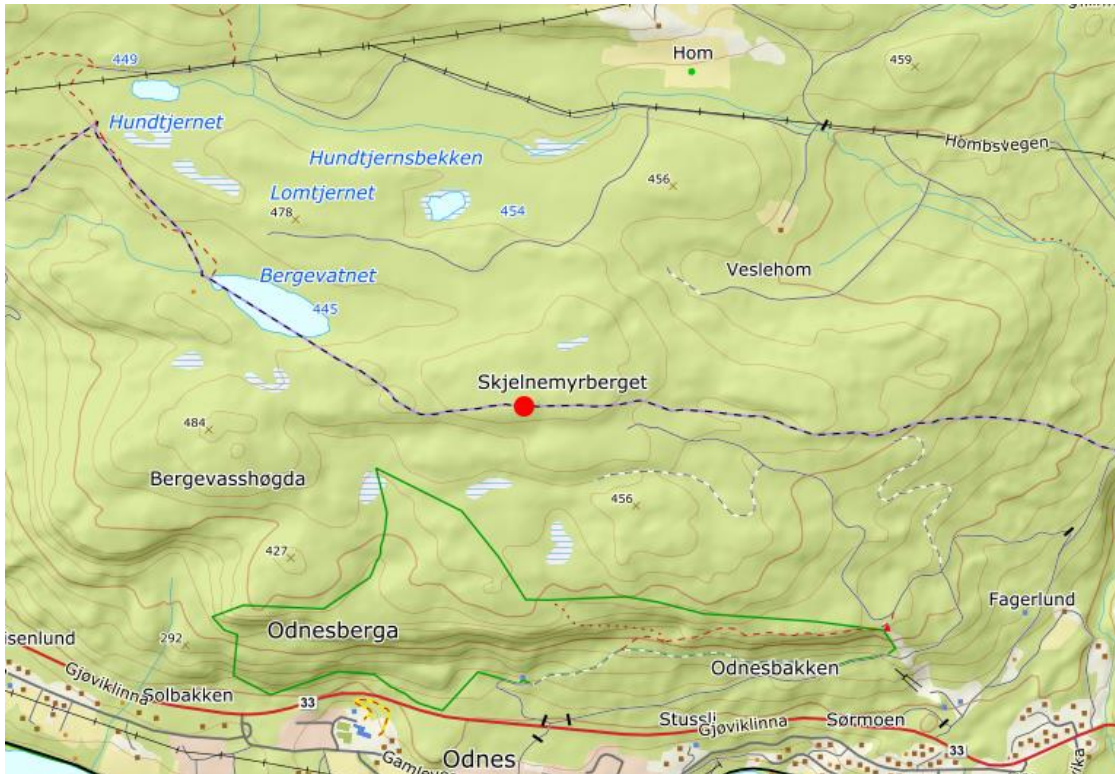 Hom
449
459
Hundtjernet
Hombsvegen
Hundtjernsbekken
456
Lomtjernet
478
454
Bergevatnet
Veslehom
445
Skjelnemyrberget
484
Bergevasshøgda
456
427
Fagerlund
Odnesberga
isenlund
292
Odnesbakken
Gjøviklinna
Solbakken
33
Stussli
Gjøviklinna
Sørmoen
33
Odnes
Gamleve